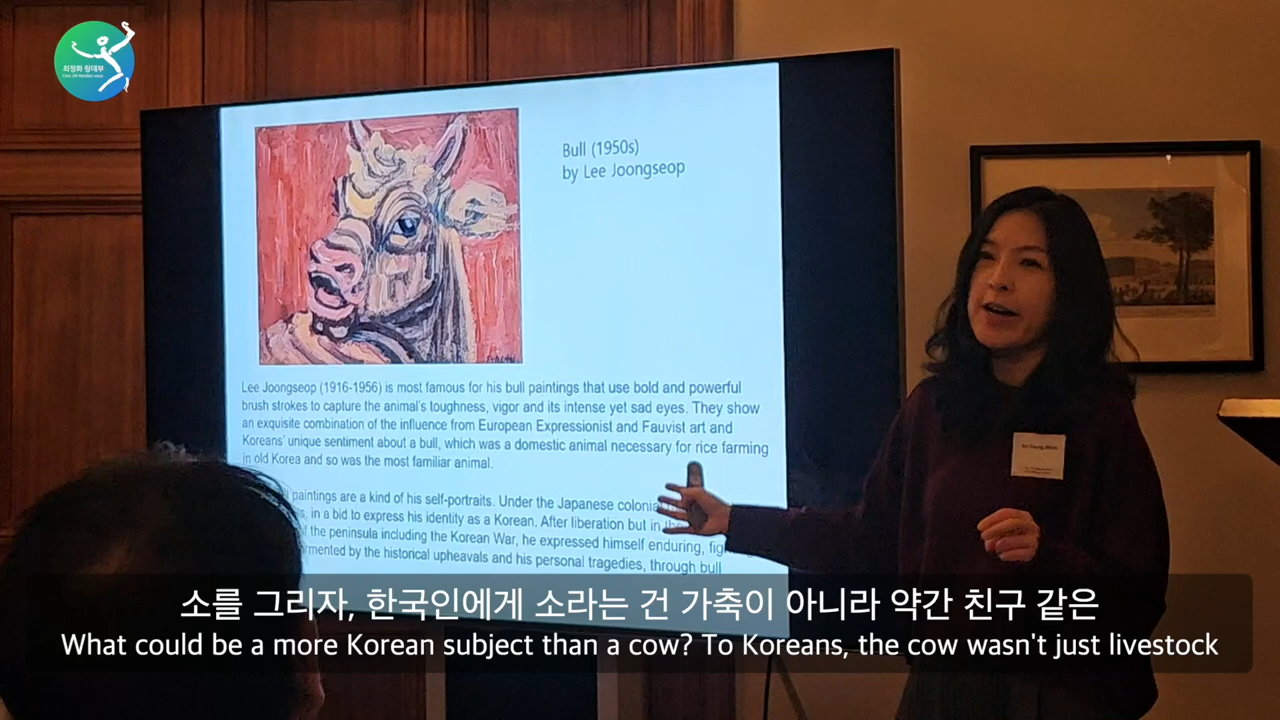 최정화 랑데부
Choi JW Rendez-vous
Bull (1950s)
by Lee Joongseop
Lee Joongseop (1916-1956) is most famous for his bull paintings that use bold and powerful
brush strokes to capture the animal's toughness, vigor and its intense yet sad eyes. They show
an exquisite combination of the influence from European Expressionist and Fauvist art and
Koreans' unique sentiment about a bull, which was a domestic animal necessary for rice farming
in old Korea and so was the most familiar animal.
paintings are a kind of his self-portraits. Under the Japanese
in a bid to express his identity as a Korean. After liberation but in the
the peninsula including the Korean War, he expressed himself enduring,
by the historical upheavals and his personal tragedies, through bull
소를 그리자, 한국인에게 소라는 건 가축이 아니라 약간 친구 같은
What could be a more Korean subject than a cow? To Koreans, the cow wasn't just livestock